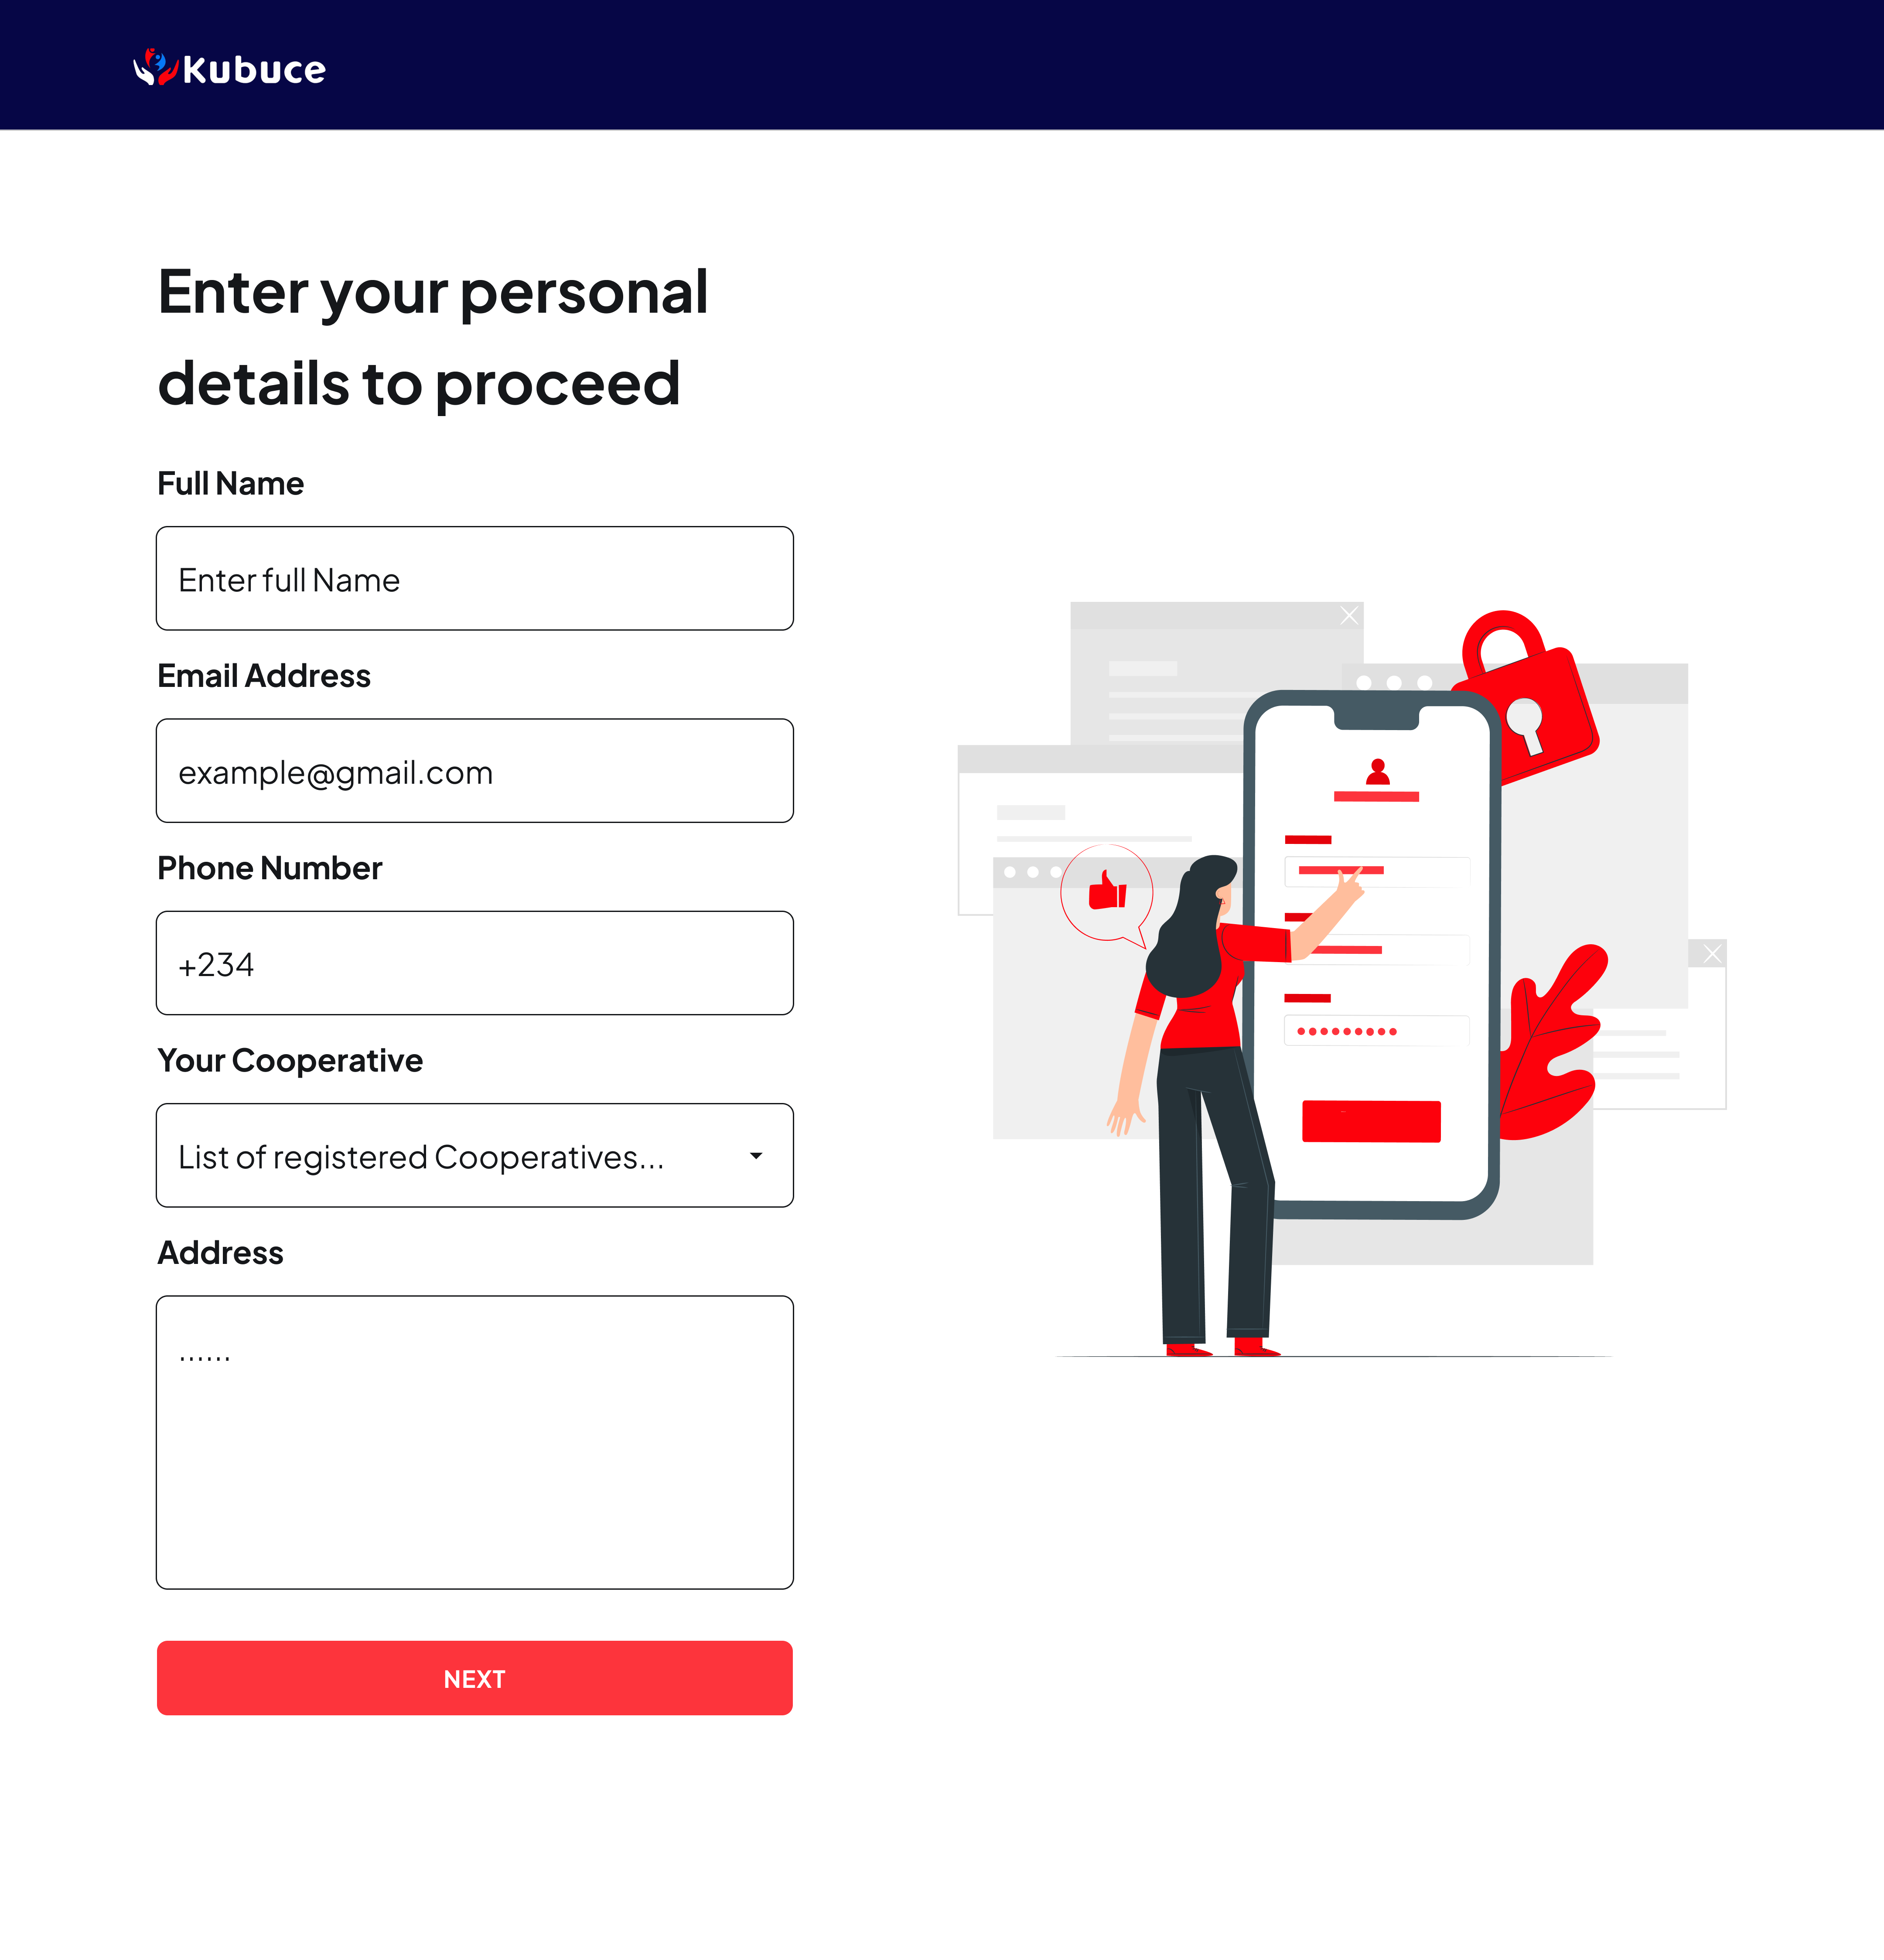 Kubuce
Enter your personal
details to proceed
Full Name
Enter full Name
Email Address
example@gmail.com
Phone Number
+234
Your Cooperative
List of registered Cooperatives...
Address
......
NEXT